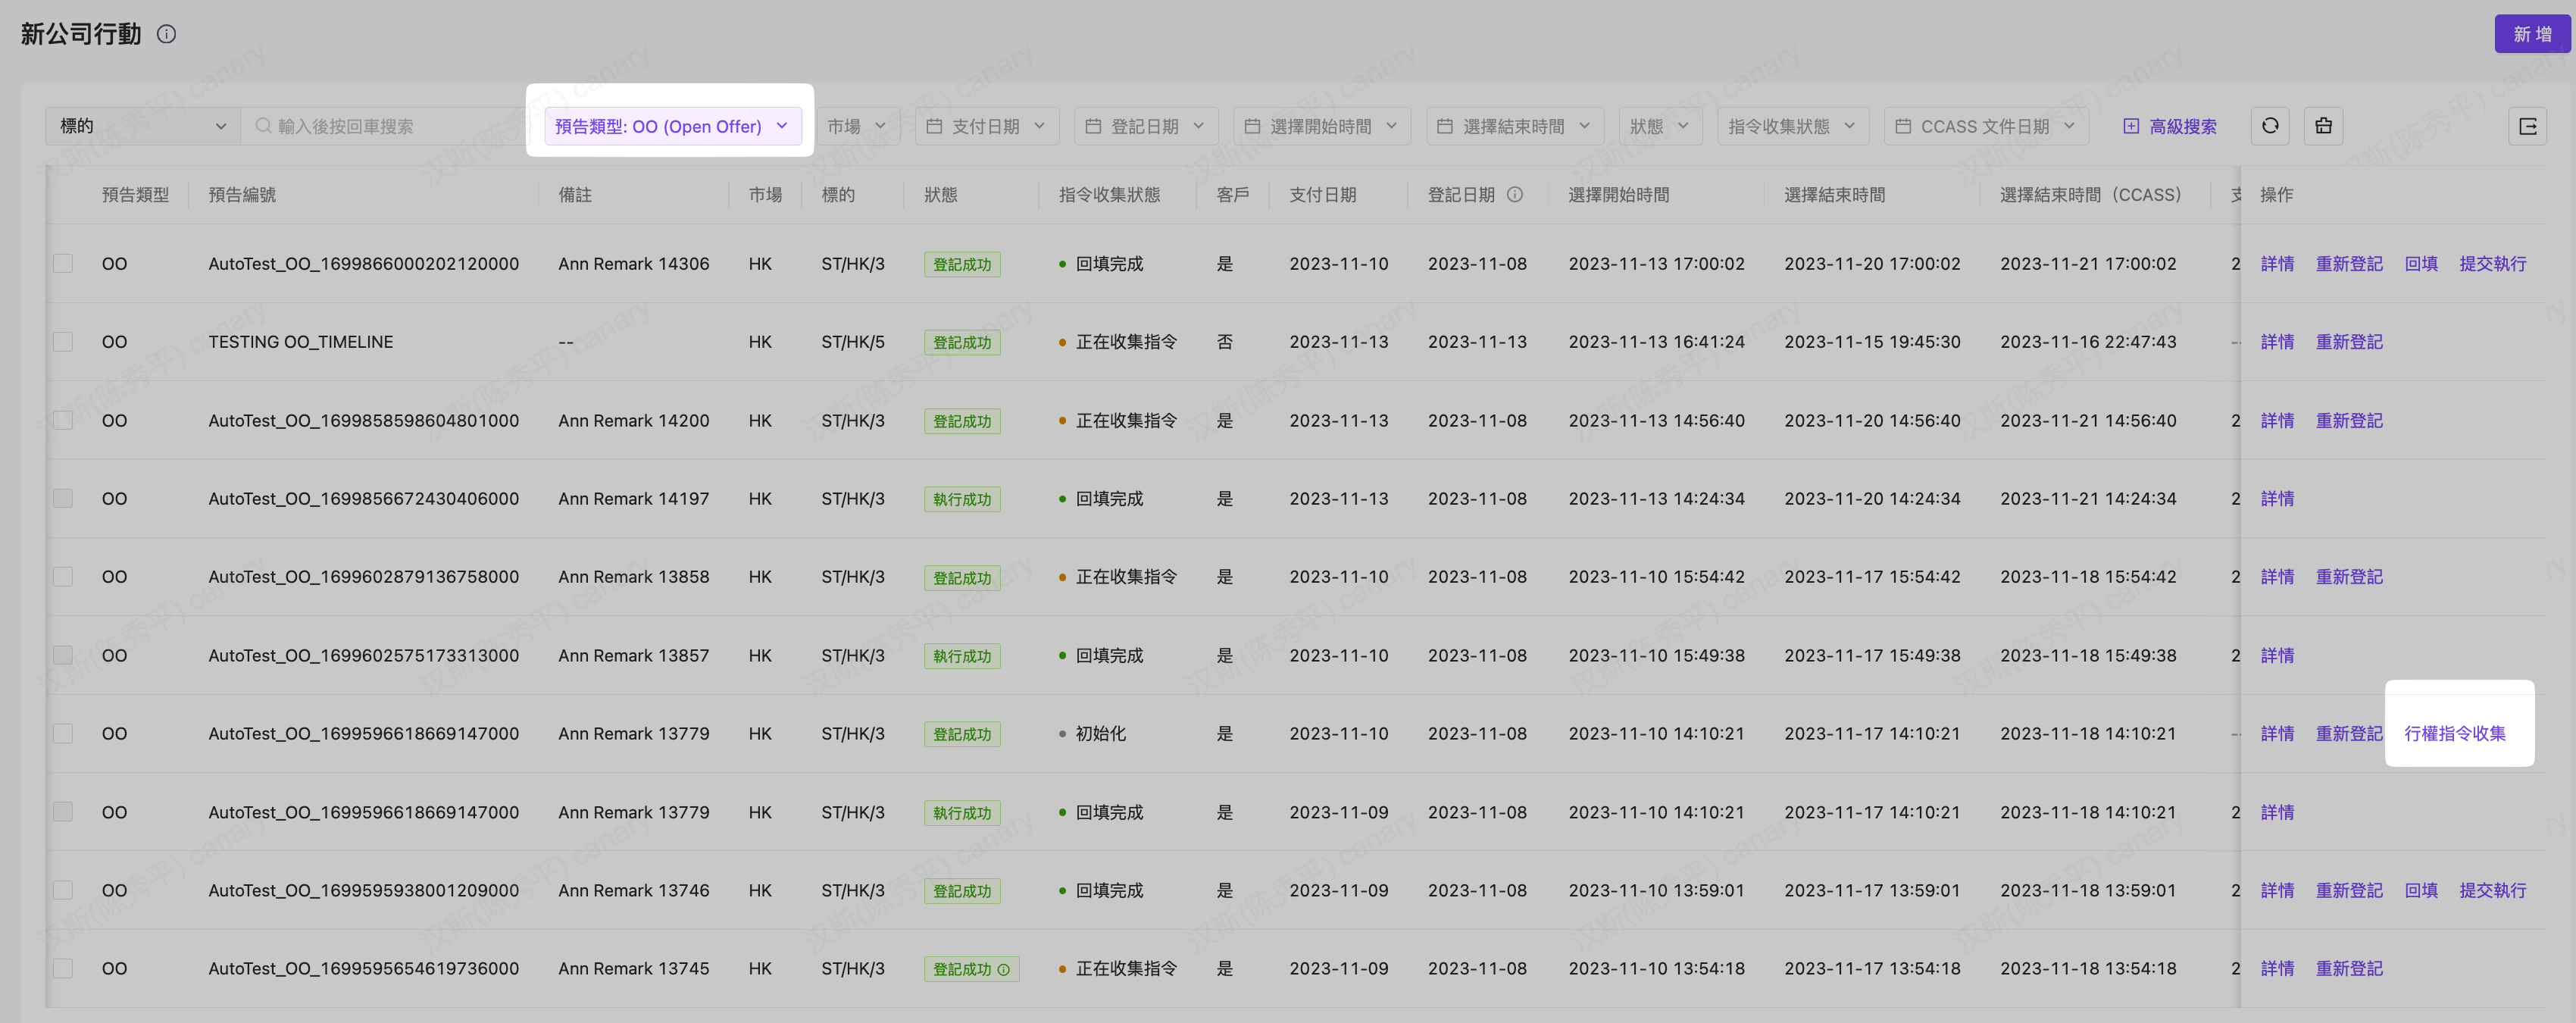 新公司行動
新 增
標的 輸入後按回車搜索 預告類型: OO (Open Offer) 市場 支付日期 登記日期 選擇開始時間 選擇結束時間 狀態 指令收集狀態 CCASS 文件日期 高級搜索
預告類型 預告編號 備註 市場 標的 狀態 指令收集狀態 客戶 支付日期 登記日期 選擇開始時間 選擇結束時間 選擇結束時間（CCASS） 操作
OO AutoTest_OO_1699866000202120000 Ann Remark 14306 HK ST/HK/3 登記成功 回填完成 是 2023-11-10 2023-11-08 2023-11-13 17:00:02 2023-11-20 17:00:02 2023-11-21 17:00:02 2 詳情 重新登記 回填 提交執行
OO TESTING OO_TIMELINE -- HK ST/HK/5 登記成功 正在收集指令 否 2023-11-13 2023-11-13 2023-11-13 16:41:24 2023-11-15 19:45:30 2023-11-16 22:47:43 -- 詳情 重新登記
OO AutoTest_OO_1699858598604801000 Ann Remark 14200 HK ST/HK/3 登記成功 正在收集指令 是 2023-11-13 2023-11-08 2023-11-13 14:56:40 2023-11-20 14:56:40 2023-11-21 14:56:40 2 詳情 重新登記
OO AutoTest_OO_1699856672430406000 Ann Remark 14197 HK ST/HK/3 執行成功 回填完成 是 2023-11-13 2023-11-08 2023-11-13 14:24:34 2023-11-20 14:24:34 2023-11-21 14:24:34 2 詳情
OO AutoTest_OO_1699602879136758000 Ann Remark 13858 HK ST/HK/3 登記成功 正在收集指令 是 2023-11-10 2023-11-08 2023-11-10 15:54:42 2023-11-17 15:54:42 2023-11-18 15:54:42 2 詳情 重新登記
OO AutoTest_OO_1699602575173313000 Ann Remark 13857 HK ST/HK/3 執行成功 回填完成 是 2023-11-10 2023-11-08 2023-11-10 15:49:38 2023-11-17 15:49:38 2023-11-18 15:49:38 2 詳情
OO AutoTest_OO_1699596618669147000 Ann Remark 13779 HK ST/HK/3 登記成功 初始化 是 2023-11-10 2023-11-08 2023-11-10 14:10:21 2023-11-17 14:10:21 2023-11-18 14:10:21 -- 詳情 重新登記 行權指令收集
OO AutoTest_OO_1699596618669147000 Ann Remark 13779 HK ST/HK/3 執行成功 回填完成 是 2023-11-09 2023-11-08 2023-11-10 14:10:21 2023-11-17 14:10:21 2023-11-18 14:10:21 2 詳情
OO AutoTest_OO_1699595938001209000 Ann Remark 13746 HK ST/HK/3 登記成功 回填完成 是 2023-11-09 2023-11-08 2023-11-10 13:59:01 2023-11-17 13:59:01 2023-11-18 13:59:01 2 詳情 重新登記 回填 提交執行
OO AutoTest_OO_1699595654619736000 Ann Remark 13745 HK ST/HK/3 登記成功 正在收集指令 是 2023-11-09 2023-11-08 2023-11-10 13:54:18 2023-11-17 13:54:18 2023-11-18 13:54:18 2 詳情 重新登記
汉斯(陈秀平) canary